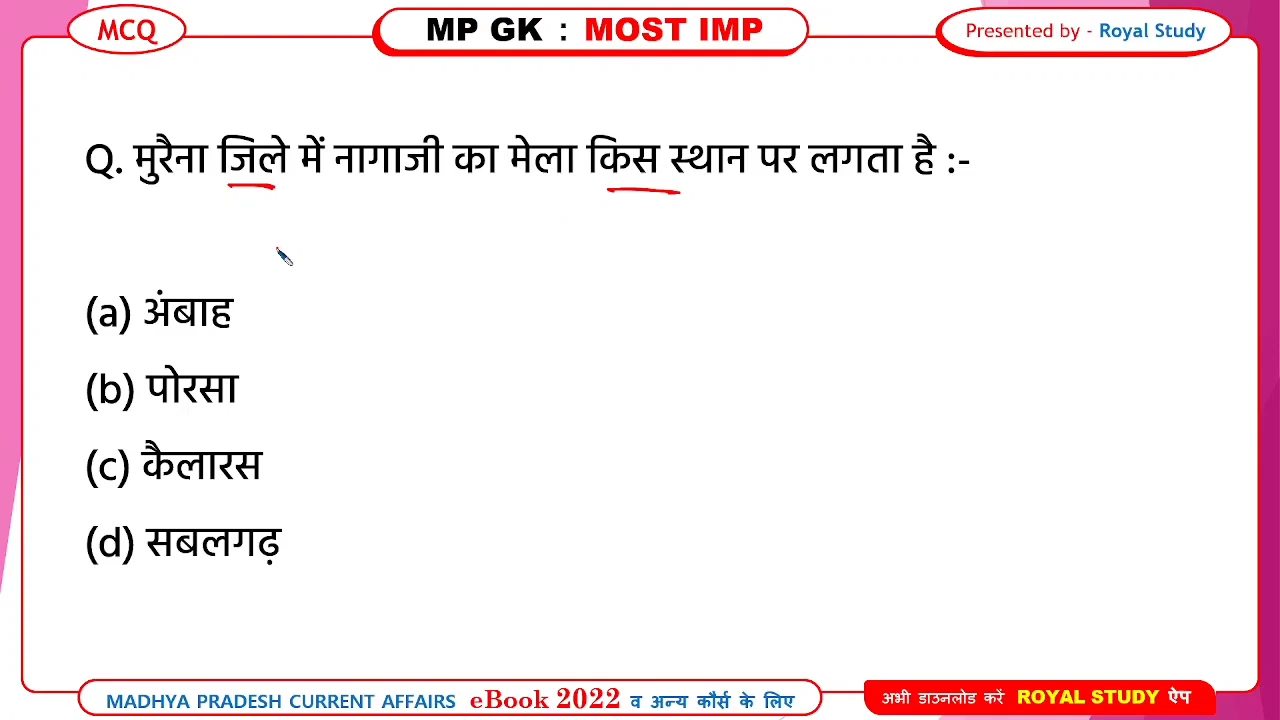 MCQ
MP GK : MOST IMP
Presented by - Royal Study
Q. मुरैना जिले में नागाजी का मेला किस स्थान पर लगता है :-
(a) अंबाह
(b) पोरसा
(c) कैलारस
(d) सबलगढ़
MADHYA PRADESH CURRENT AFFAIRS eBook 2022 व अन्य कौर्स के लिए
अभी डाउनलोड करें ROYAL STUDY ऐप